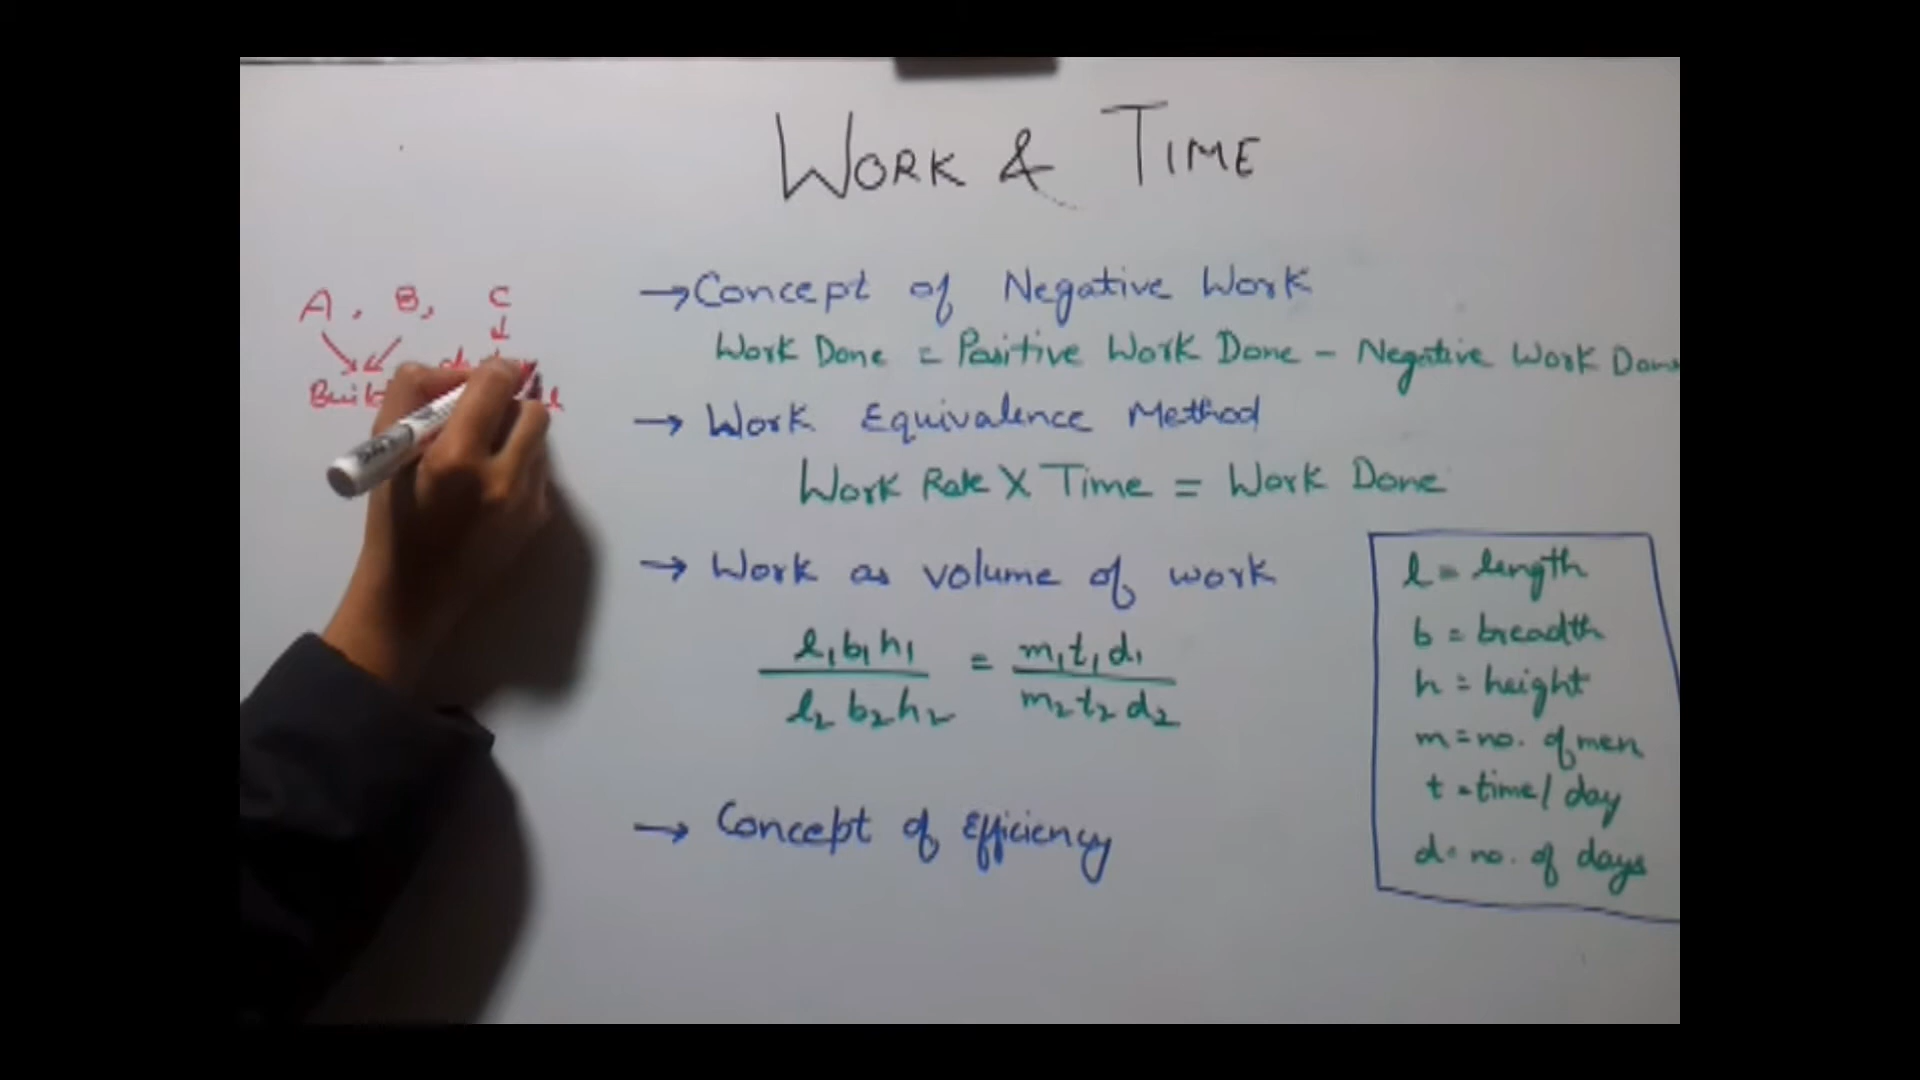 WORK & TIME
A, B, C
→ Concept of Negative Work
Work Done = Positive Work Done - Negative Work Done
→ Work Equivalence Method
Work Rate X Time = Work Done
→ Work as volume of work
l₁b₁h₁ / l₂b₂h₂ = m₁t₁d₁ / m₂t₂d₂
→ Concept of Efficiency
l = length
b = breadth
h = height
m = no. of men
t = time/day
d = no. of days